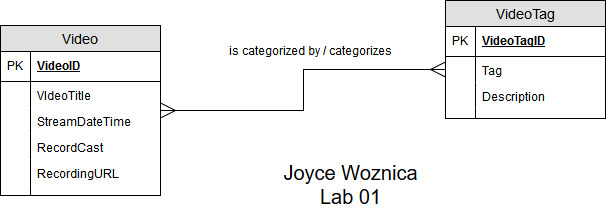 Video
PK VideoID
VIdeoTitle
StreamDateTime
RecordCast
RecordingURL
is categorized by / categorizes
VideoTag
PK VideoTagID
Tag
Description
Joyce Woznica
Lab 01